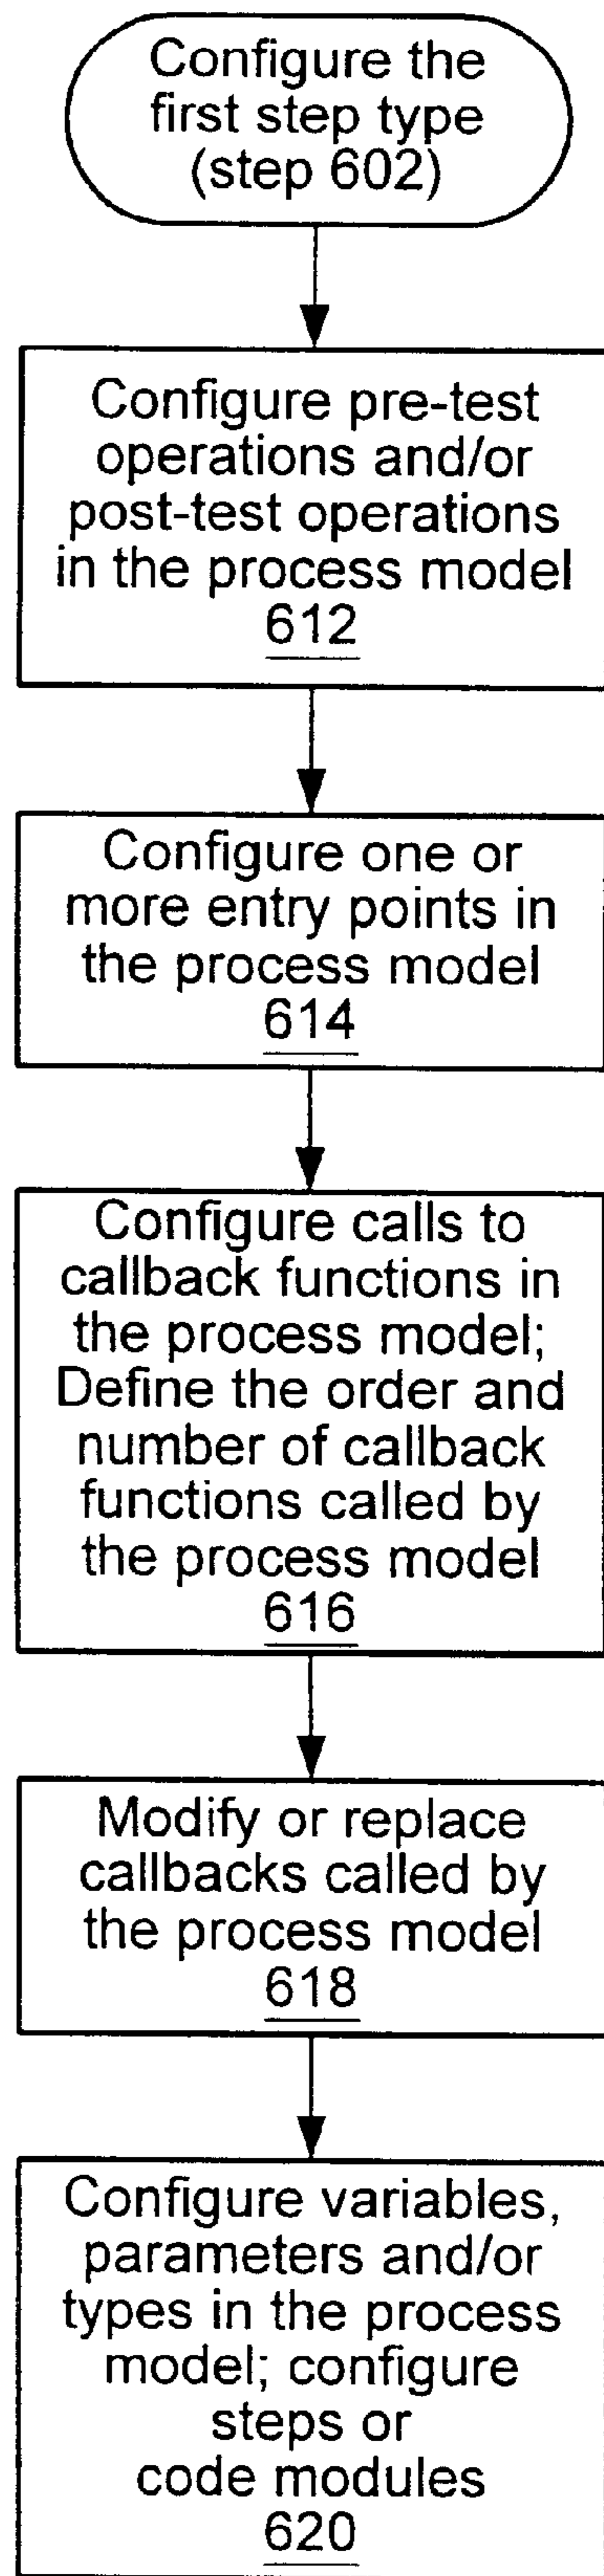 Configure the
first step type
(step 602)
Configure pre-test
operations and/or
post-test operations
in the process model
612
Configure one or
more entry points in
the process model
614
Configure calls to
callback functions in
the process model;
Define the order and
number of callback
functions called by
the process model
616
Modify or replace
callbacks called by
the process model
618
Configure variables,
parameters and/or
types in the process
model; configure
steps or
code modules
620